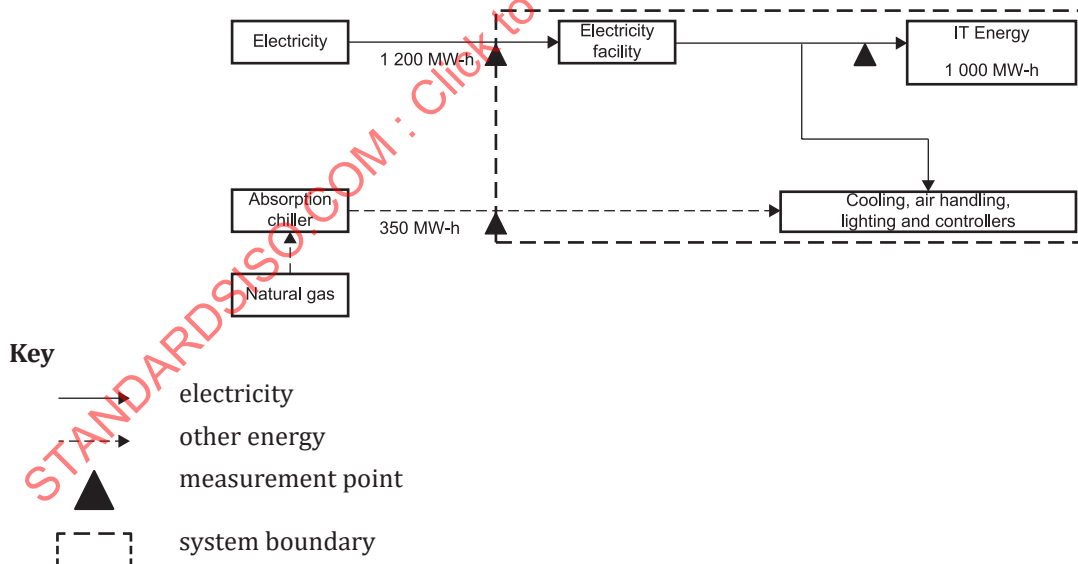 Electricity
1 200 MW-h
Electricity
facility
IT Energy
1 000 MW-h
Absorption
chiller
350 MW-h
Cooling, air handling,
lighting and controllers
Natural gas
Key
electricity
other energy
measurement point
system boundary
STANDARDSISO.COM : Click to